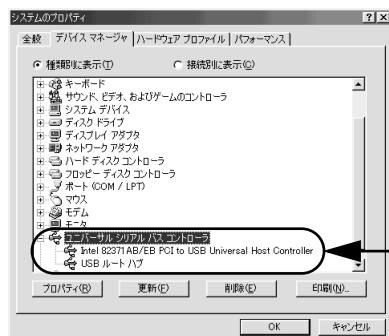 システムのプロパティ
全般 デバイス マネージャ ハードウェア プロファイル パフォーマンス
種類別に表示(T) 接続別に表示(C)
キーボード
サウンド、ビデオ、およびゲームのコントローラ
システム デバイス
ディスク ドライブ
ディスプレイ アダプタ
ネットワーク アダプタ
ハード ディスク コントローラ
フロッピー ディスク コントローラ
ポート (COM / LPT)
マウス
モデム
モニタ
ユニバーサル シリアル バス コントローラ
Intel 82371AB/EB PCI to USB Universal Host Controller
USB ルート ハブ
プロパティ(R) 更新(F) 削除(E) 印刷(N)...
OK キャンセル